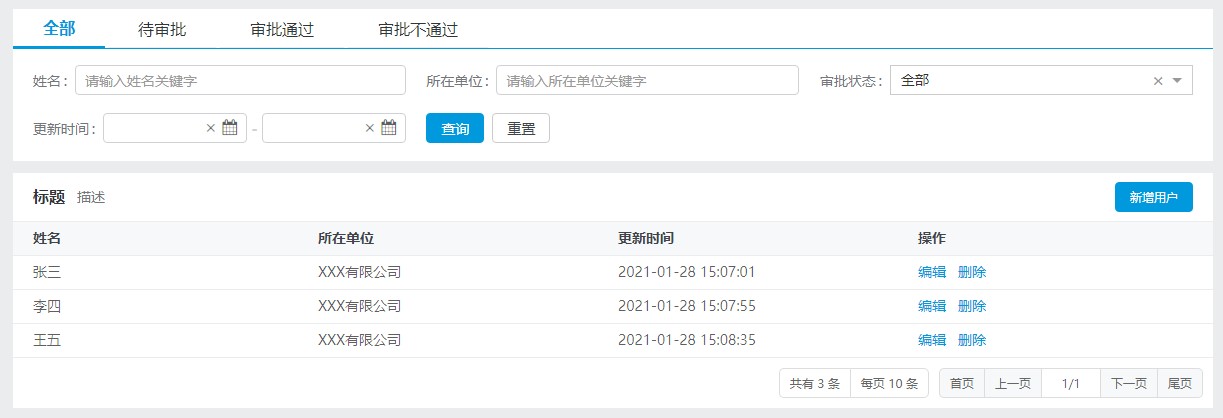 全部 待审批 审批通过 审批不通过
姓名: 请输入姓名关键字 所在单位: 请输入所在单位关键字 审批状态: 全部 ×
更新时间: × - × 查询 重置
标题 描述 新增用户
姓名 所在单位 更新时间 操作
张三 XXX有限公司 2021-01-28 15:07:01 编辑 删除
李四 XXX有限公司 2021-01-28 15:07:55 编辑 删除
王五 XXX有限公司 2021-01-28 15:08:35 编辑 删除
共有 3 条 每页 10 条 首页 上一页 1/1 下一页 尾页